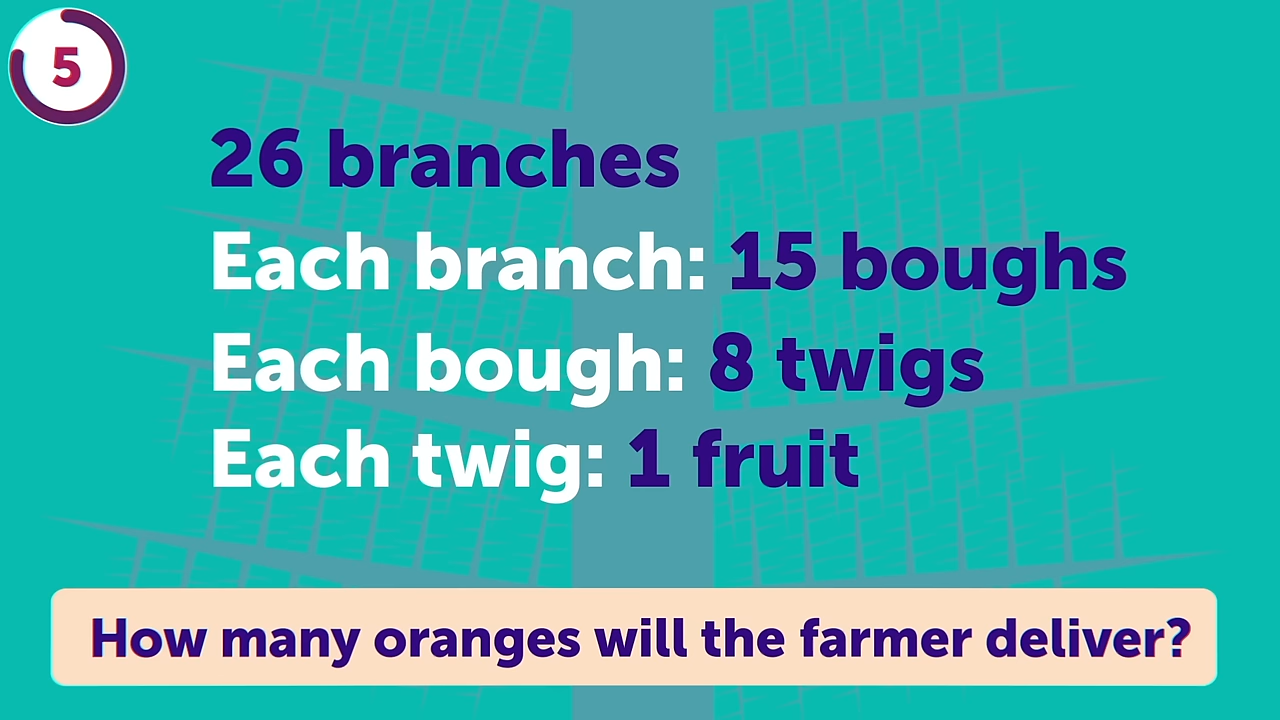 5
26 branches
Each branch: 15 boughs
Each bough: 8 twigs
Each twig: 1 fruit
How many oranges will the farmer deliver?